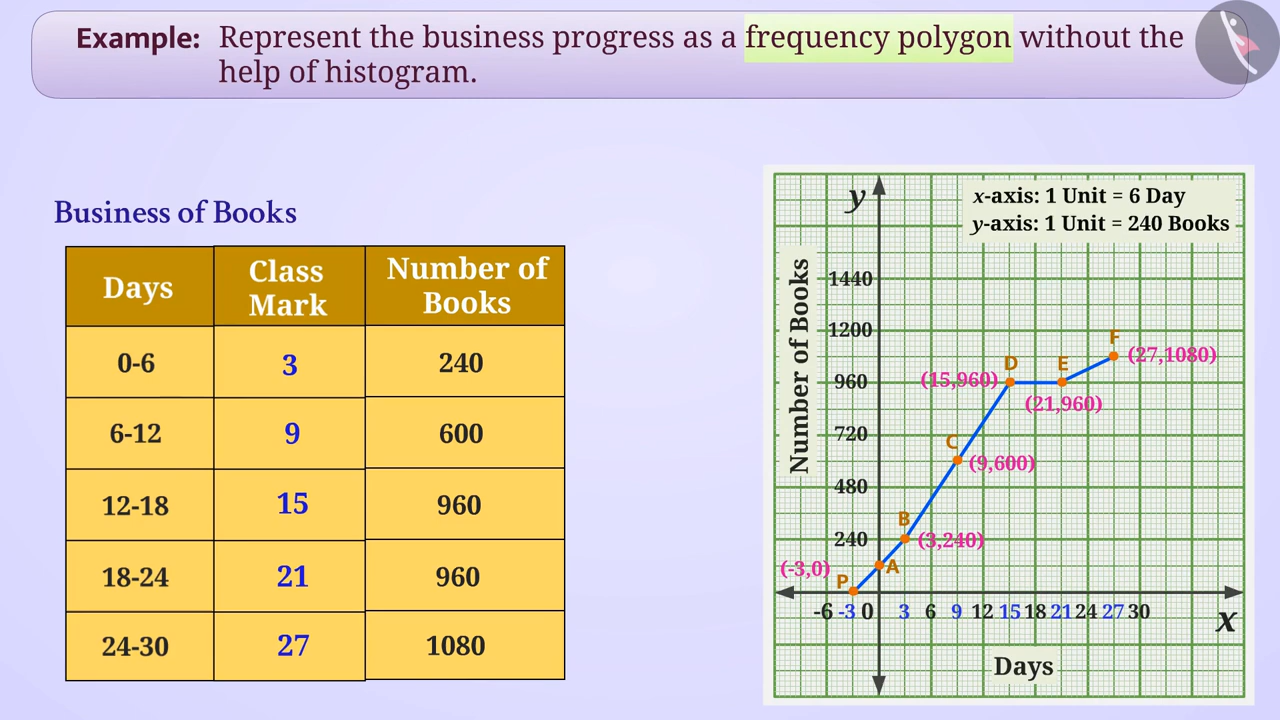 Example: Represent the business progress as a frequency polygon without the
help of histogram.
Business of Books
Days Class Mark Number of Books
0-6 3 240
6-12 9 600
12-18 15 960
18-24 21 960
24-30 27 1080
x-axis: 1 Unit = 6 Day
y-axis: 1 Unit = 240 Books
y
Number of Books
1440
1200
960
720
480
240
F
(27,1080)
D
E
(15,960)
(21,960)
C
(9,600)
B
(3,240)
(-3,0)
P
A
-6 -3 0 3 6 9 12 15 18 21 24 27 30
x
Days